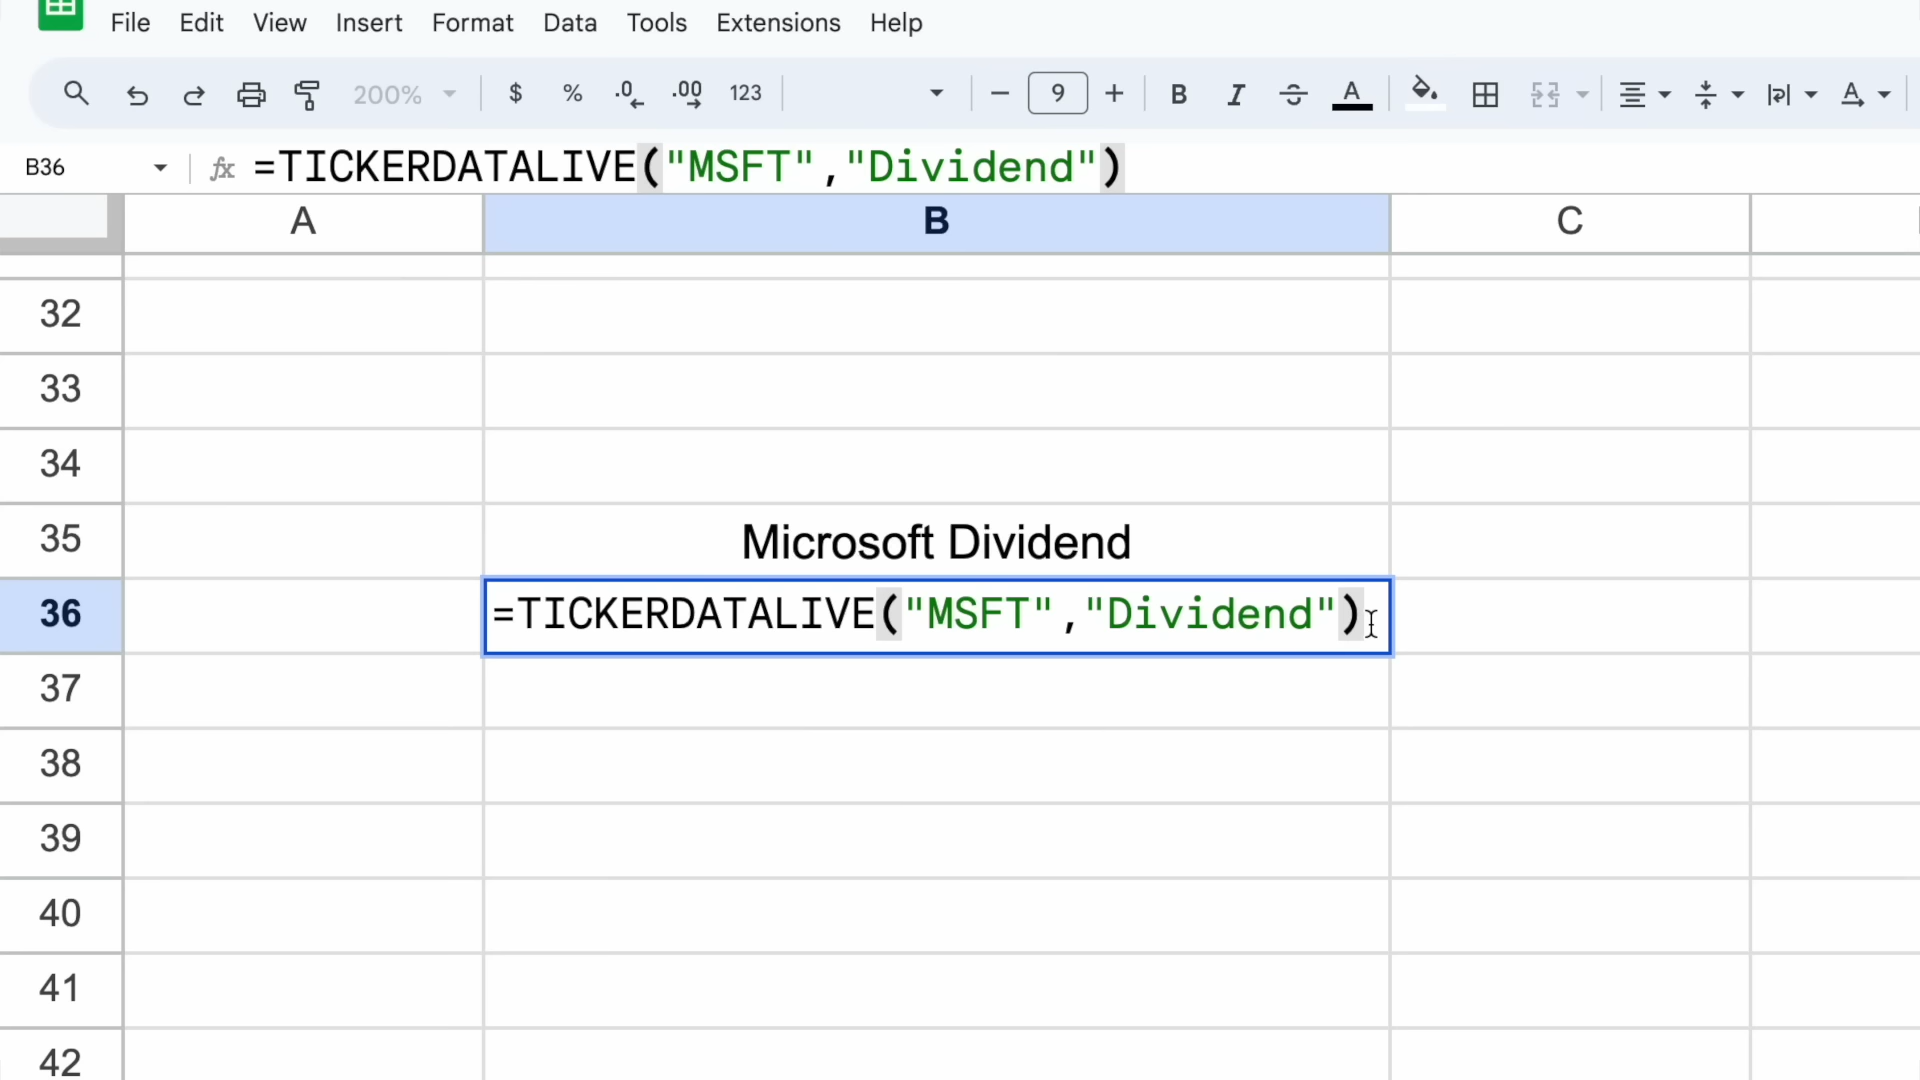 File Edit View Insert Format Data Tools Extensions Help
200% $ % .0 .00 123 9 B I S A A
B36 fx =TICKERDATALIVE("MSFT","Dividend")
A B C
32
33
34
35 Microsoft Dividend
36 =TICKERDATALIVE("MSFT","Dividend")
37
38
39
40
41
42